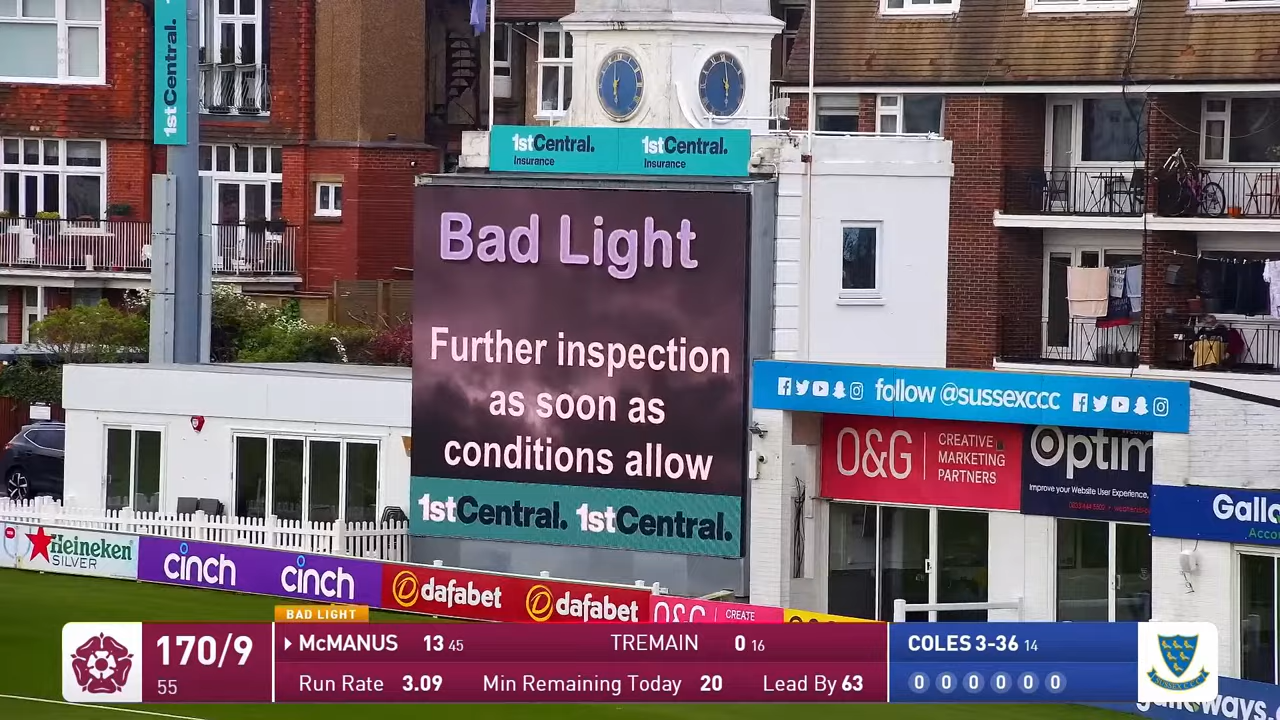 1stCentral.
1stCentral. 1stCentral.
Insurance Insurance
Bad Light
Further inspection
as soon as
conditions allow
1stCentral. 1stCentral.
follow @sussexccc
O&G
CREATIVE
MARKETING
PARTNERS
Optim
Improve your Website User Experience,
Heineken
SILVER
cinch cinch
dafabet dafabet
CREATE
BAD LIGHT
170/9
55
McMANUS 13 45 TREMAIN 0 16
Run Rate 3.09 Min Remaining Today 20 Lead By 63
COLES 3-36 14
0 0 0 0 0 0